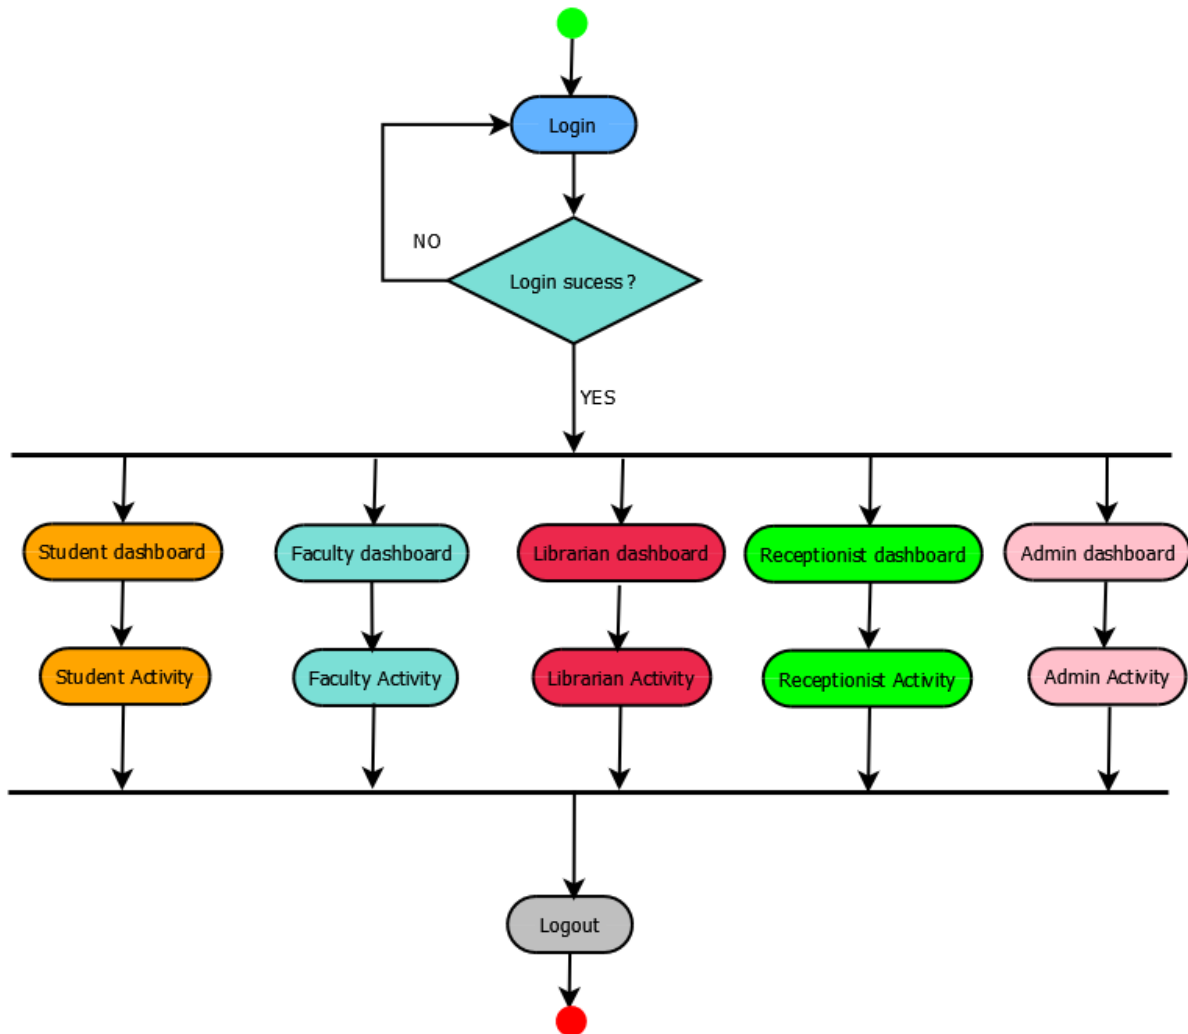 Login
NO
Login sucess ?
YES
Student dashboard
Faculty dashboard
Librarian dashboard
Receptionist dashboard
Admin dashboard
Student Activity
Faculty Activity
Librarian Activity
Receptionist Activity
Admin Activity
Logout